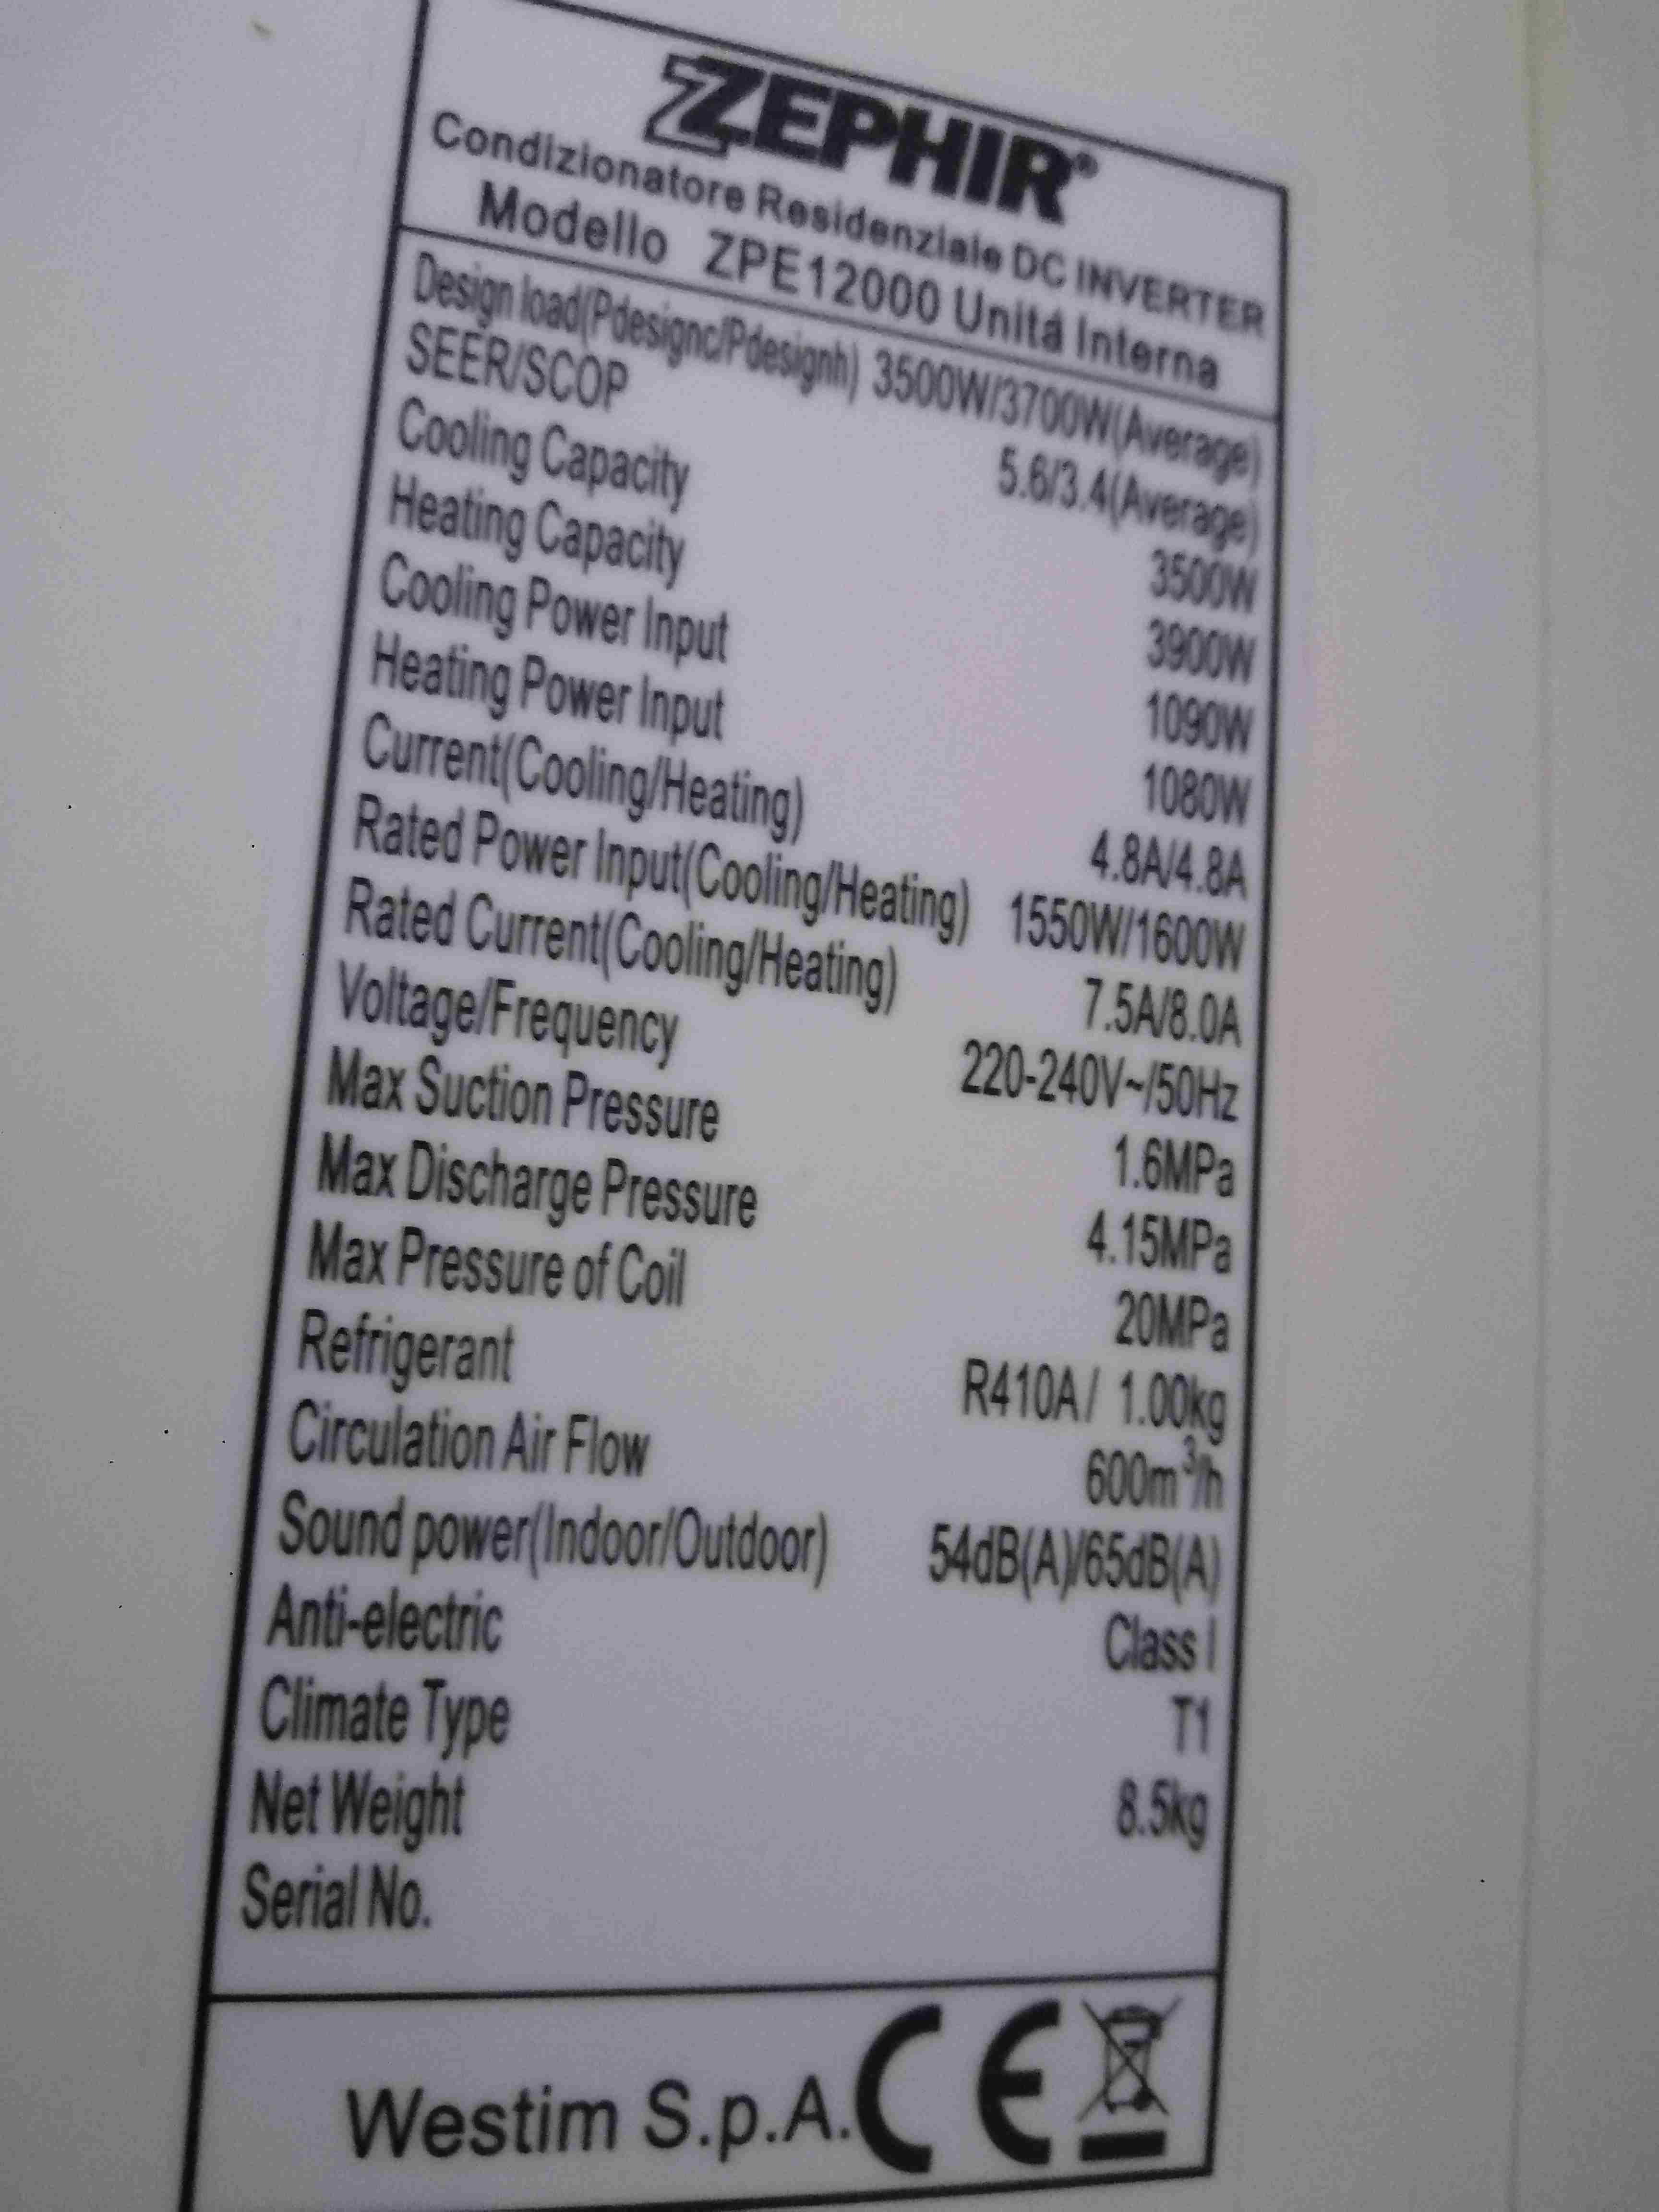 ZEPHIR®
Condizionatore Residenziale DC INVERTER
Modello ZPE12000 Unitá Interna
Design load(Pdesignc/Pdesignh) 3500W/3700W(Average)
SEER/SCOP 5.6/3.4(Average)
Cooling Capacity 3500W
Heating Capacity 3900W
Cooling Power Input 1090W
Heating Power Input 1080W
Current(Cooling/Heating) 4.8A/4.8A
Rated Power Input(Cooling/Heating) 1550W/1600W
Rated Current(Cooling/Heating) 7.5A/8.0A
Voltage/Frequency 220-240V~/50Hz
Max Suction Pressure 1.6MPa
Max Discharge Pressure 4.15MPa
Max Pressure of Coil 20MPa
Refrigerant R410A/ 1.00kg
Circulation Air Flow 600m³/h
Sound power(Indoor/Outdoor) 54dB(A)/65dB(A)
Anti-electric Class I
Climate Type T1
Net Weight 8.5kg
Serial No.
Westim S.p.A. CE